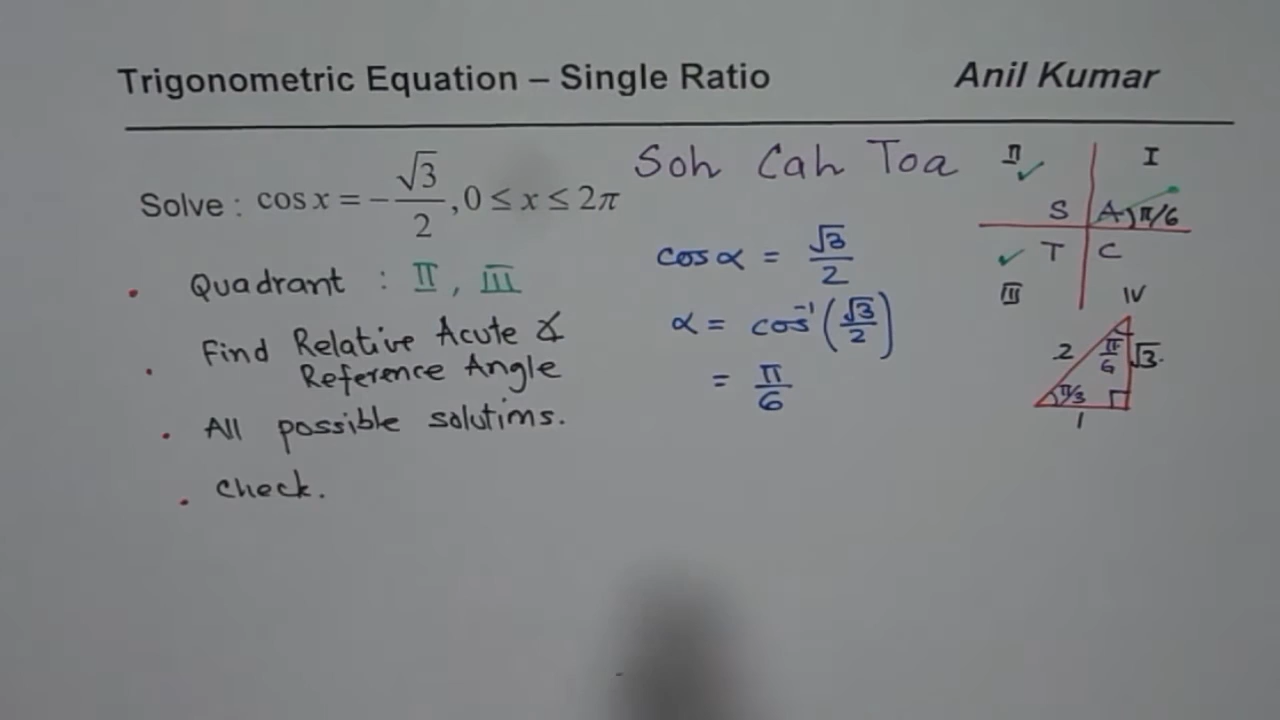 Trigonometric Equation – Single Ratio
Anil Kumar
Solve : cos x = -√3/2 , 0 ≤ x ≤ 2π
• Quadrant : II , III
• Find Relative Acute ∡
Reference Angle
• All possible solutims.
• Check.
Soh Cah Toa
cos α = √3/2
α = cos⁻¹(√3/2)
= π/6
II ✓ I
S A π/6
✓ T C
III IV
2 π/6 √3.
π/3
1